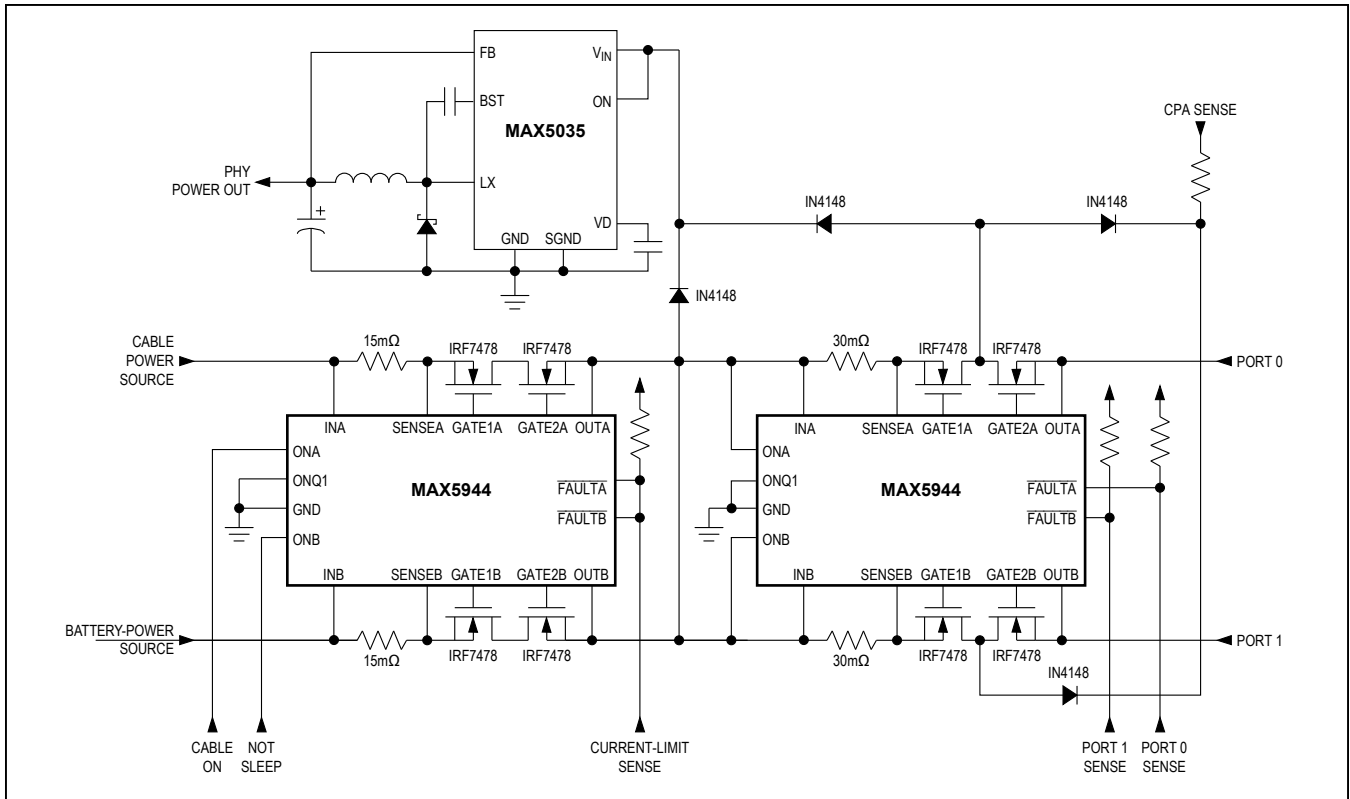 FB
VIN
BST
ON
MAX5035
CPA SENSE
PHY
POWER OUT
LX
IN4148
IN4148
VD
GND
SGND
IN4148
CABLE
POWER
SOURCE
15mΩ
IRF7478
IRF7478
30mΩ
IRF7478
IRF7478
PORT 0
INA
SENSEA
GATE1A
GATE2A
OUTA
INA
SENSEA
GATE1A
GATE2A
OUTA
ONA
ONQ1
GND
ONB
MAX5944
FAULTA
FAULTB
ONA
ONQ1
GND
ONB
MAX5944
FAULTA
FAULTB
INB
SENSEB
GATE1B
GATE2B
OUTB
INB
SENSEB
GATE1B
GATE2B
OUTB
BATTERY-POWER
SOURCE
15mΩ
IRF7478
IRF7478
30mΩ
IRF7478
IRF7478
PORT 1
IN4148
CABLE
ON
NOT
SLEEP
CURRENT-LIMIT
SENSE
PORT 1
SENSE
PORT 0
SENSE